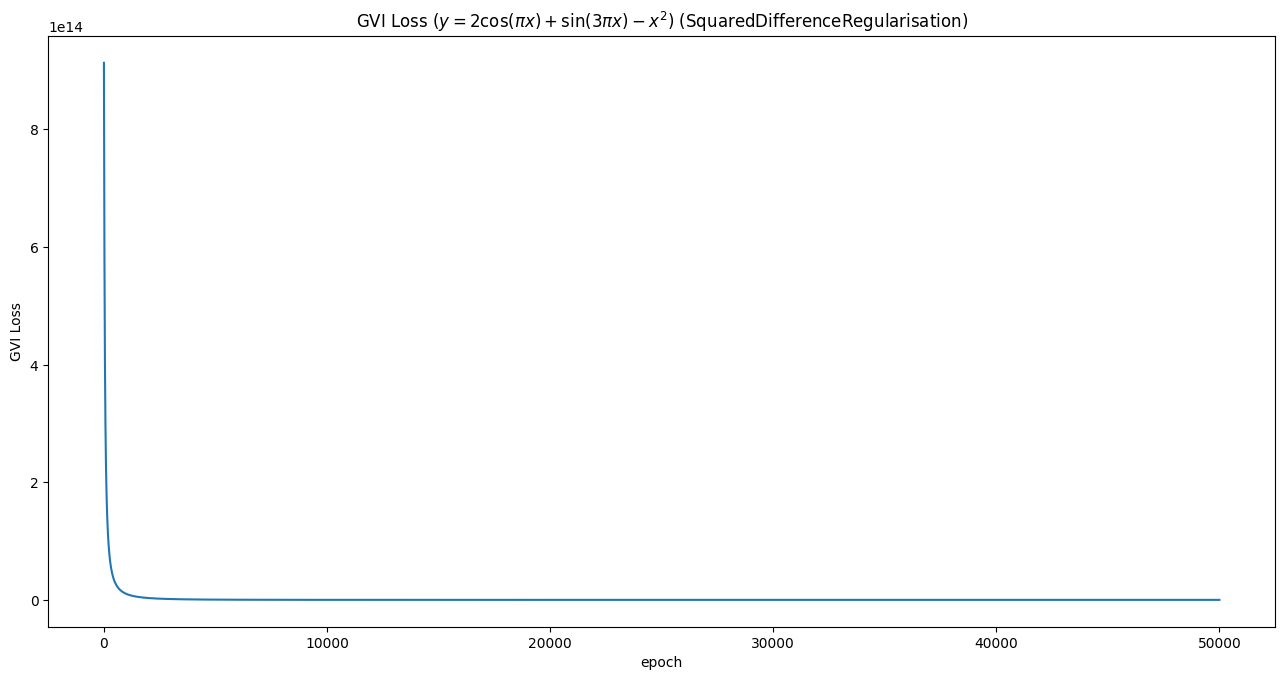 GVI Loss (y = 2cos(πx) + sin(3πx) − x²) (SquaredDifferenceRegularisation)
1e14
8
6
4
2
0
GVI Loss
0 10000 20000 30000 40000 50000
epoch